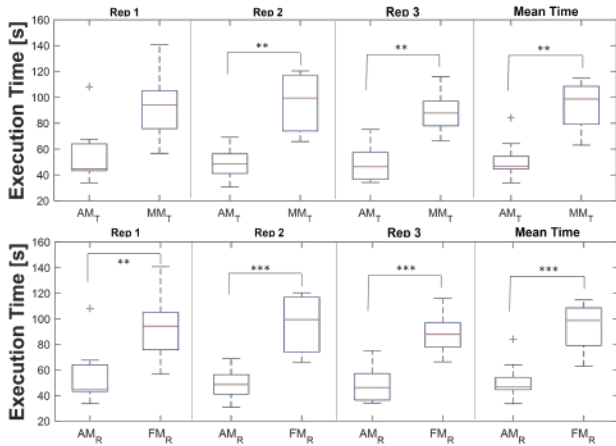 Rep 1 Rep 2 Rep 3 Mean Time
Execution Time [s]
160
140
120
100
80
60
40
20
** ** **
AM_T MM_T AM_T MM_T AM_T MM_T AM_T MM_T
Rep 1 Rep 2 Rep 3 Mean Time
Execution Time [s]
160
140
120
100
80
60
40
20
** *** *** ***
AM_R FM_R AM_R FM_R AM_R FM_R AM_R FM_R